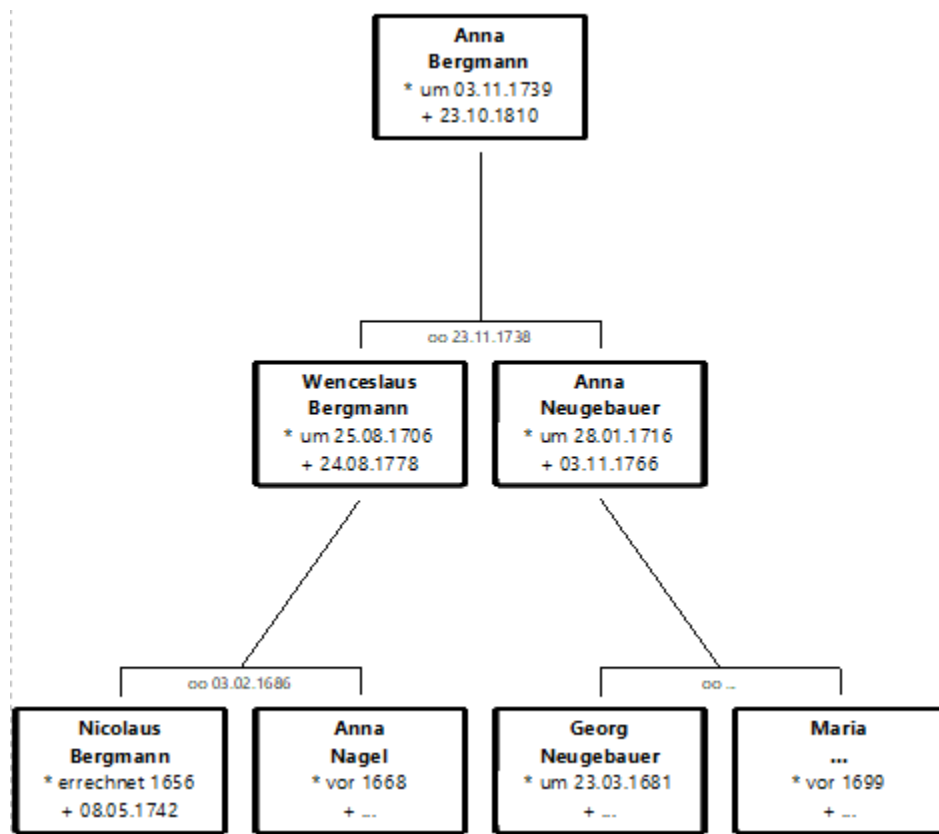 Anna
Bergmann
* um 03.11.1739
+ 23.10.1810
oo 23.11.1738
Wenceslaus
Bergmann
* um 25.08.1706
+ 24.08.1778
Anna
Neugebauer
* um 28.01.1716
+ 03.11.1766
oo 03.02.1686
oo ...
Nicolaus
Bergmann
* errechnet 1656
+ 08.05.1742
Anna
Nagel
* vor 1668
+ ...
Georg
Neugebauer
* um 23.03.1681
+ ...
Maria
...
* vor 1699
+ ...